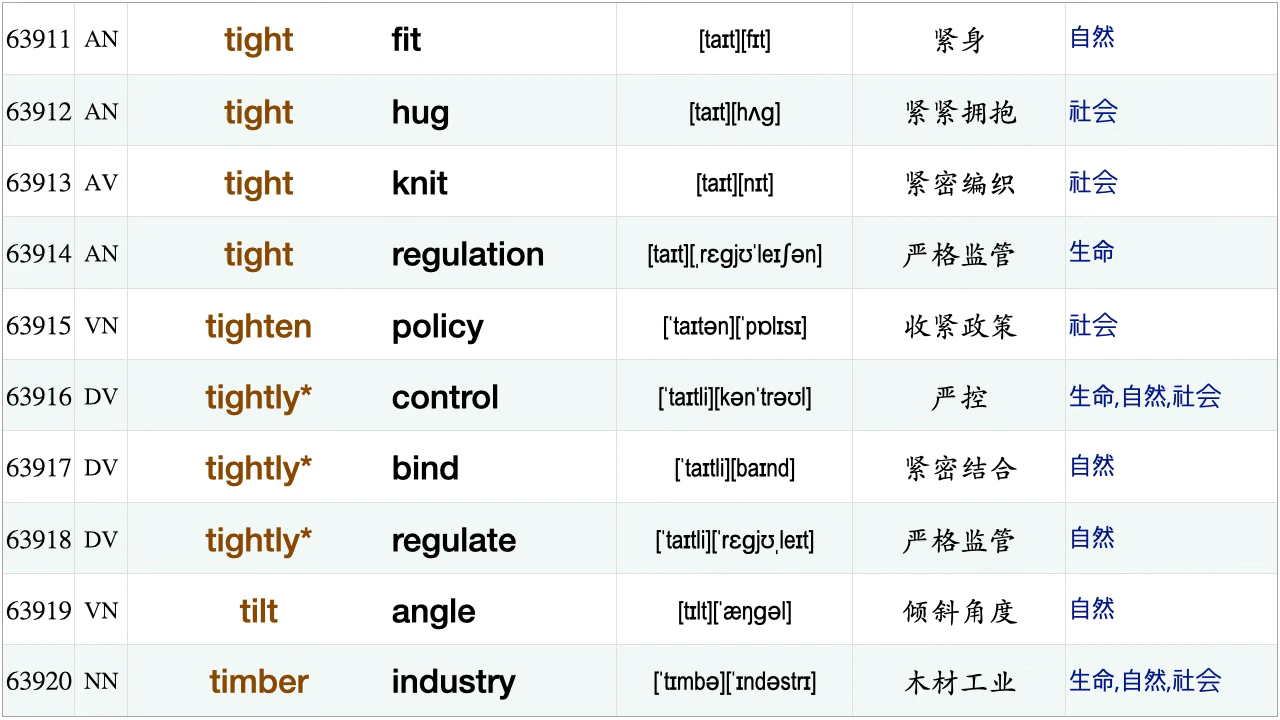 63911 AN tight fit [taɪt][fɪt] 紧身 自然
63912 AN tight hug [taɪt][hʌg] 紧紧拥抱 社会
63913 AV tight knit [taɪt][nɪt] 紧密编织 社会
63914 AN tight regulation [taɪt][ˌrɛgjʊˈleɪʃən] 严格监管 生命
63915 VN tighten policy [ˈtaɪtən][ˈpɒlɪsɪ] 收紧政策 社会
63916 DV tightly* control [ˈtaɪtli][kənˈtrəʊl] 严控 生命,自然,社会
63917 DV tightly* bind [ˈtaɪtli][baɪnd] 紧密结合 自然
63918 DV tightly* regulate [ˈtaɪtli][ˈrɛgjʊˌleɪt] 严格监管 自然
63919 VN tilt angle [tɪlt][ˈæŋgəl] 倾斜角度 自然
63920 NN timber industry [ˈtɪmbə][ˈɪndəstrɪ] 木材工业 生命,自然,社会